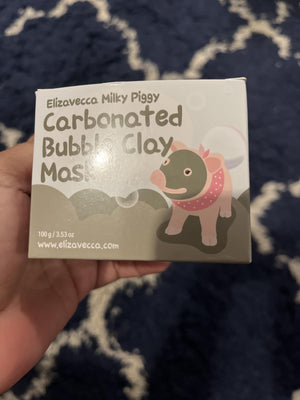 Elizavecca Milky Piggy
Carbonated
Bubble Clay
Mask
100g / 3.53 oz
www.elizavecca.com